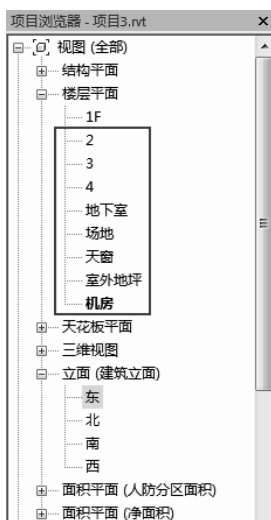 项目浏览器 - 项目3.rvt
视图 (全部)
结构平面
楼层平面
1F
2
3
4
地下室
场地
天窗
室外地坪
机房
天花板平面
三维视图
立面 (建筑立面)
东
北
南
西
面积平面 (人防分区面积)
面积平面 (净面积)